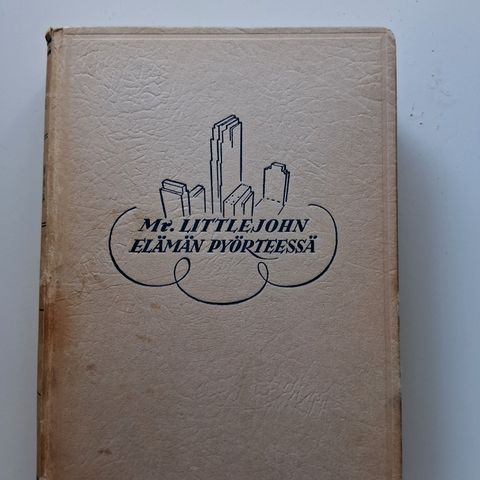 Mr. LITTLEJOHN
ELÄMÄN PYÖRTEESSÄ